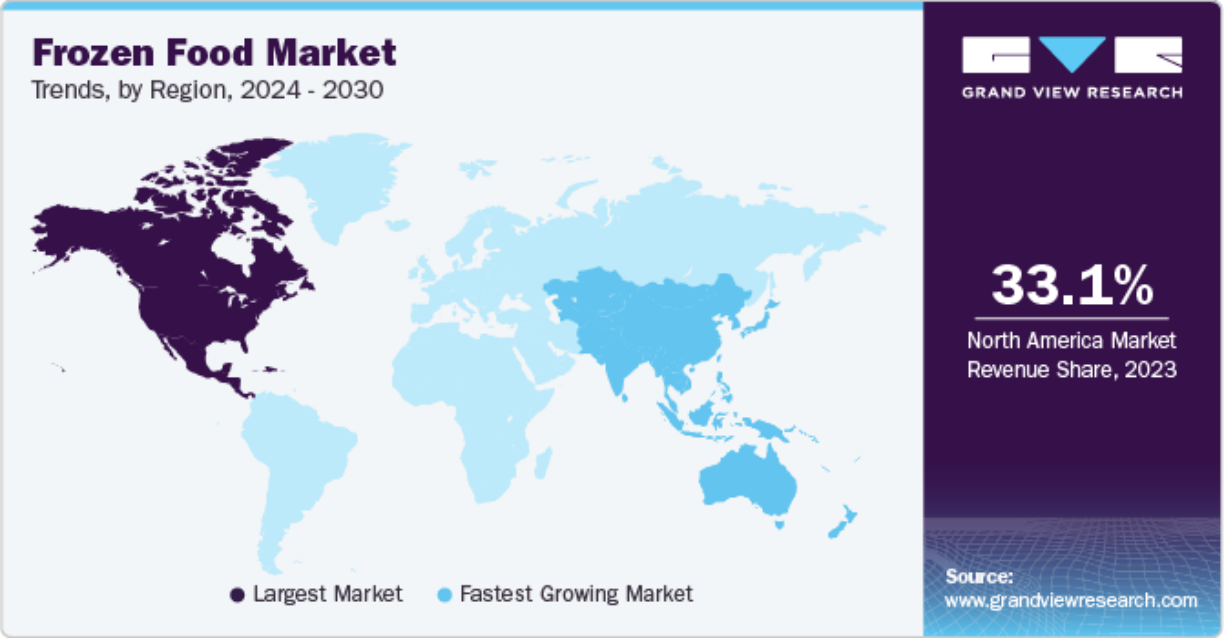 Frozen Food Market
Trends, by Region, 2024 - 2030
GRAND VIEW RESEARCH
33.1%
North America Market
Revenue Share, 2023
Largest Market
Fastest Growing Market
Source:
www.grandviewresearch.com